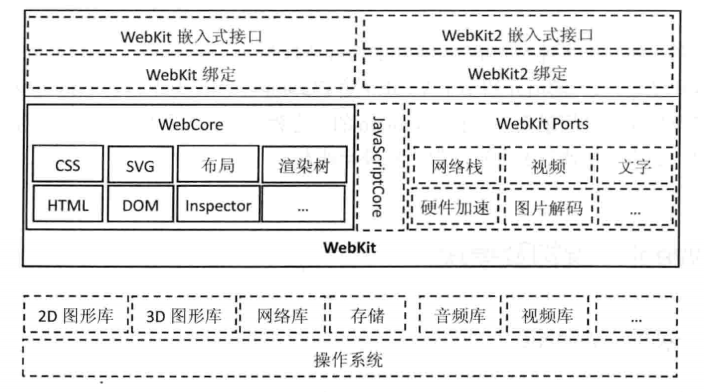 WebKit 嵌入式接口
WebKit2 嵌入式接口
WebKit 绑定
WebKit2 绑定
WebCore
CSS
SVG
布局
渲染树
HTML
DOM
Inspector
...
JavaScriptCore
WebKit Ports
网络栈
视频
文字
硬件加速
图片解码
...
WebKit
2D 图形库
3D 图形库
网络库
存储
音频库
视频库
...
操作系统